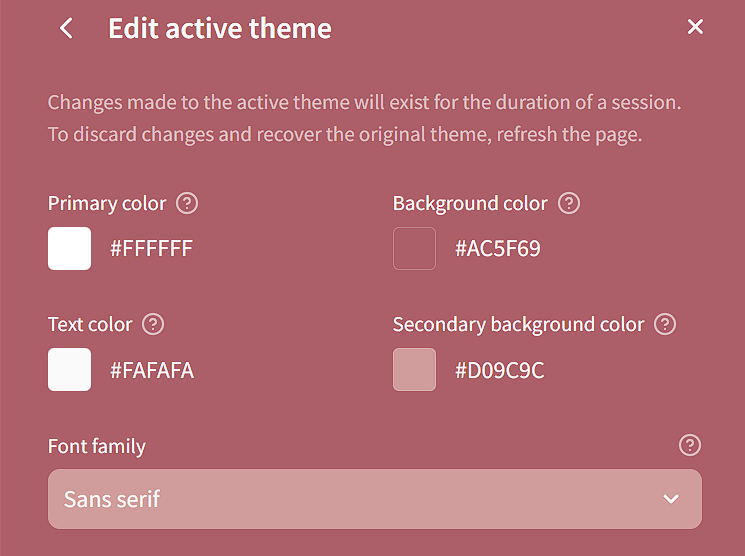 Edit active theme
Changes made to the active theme will exist for the duration of a session.
To discard changes and recover the original theme, refresh the page.
Primary color
Background color
#FFFFFF
#AC5F69
Text color
Secondary background color
#FAFAFA
#D09C9C
Font family
Sans serif